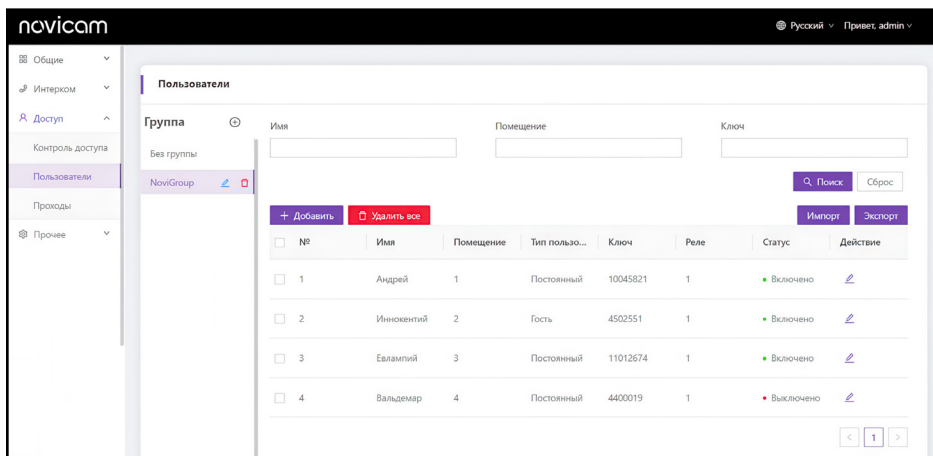 novicam
Русский Привет, admin
Общие
Интерком
Доступ
Контроль доступа
Пользователи
Проходы
Прочее
Пользователи
Группа
Без группы
NoviGroup
Имя Помещение Ключ
Поиск Сброс
+ Добавить Удалить все Импорт Экспорт
№ Имя Помещение Тип пользо... Ключ Реле Статус Действие
1 Андрей 1 Постоянный 10045821 1 Включено
2 Иннокентий 2 Гость 4502551 1 Включено
3 Евлампий 3 Постоянный 11012674 1 Включено
4 Вальдемар 4 Постоянный 4400019 1 Выключено
< 1 >